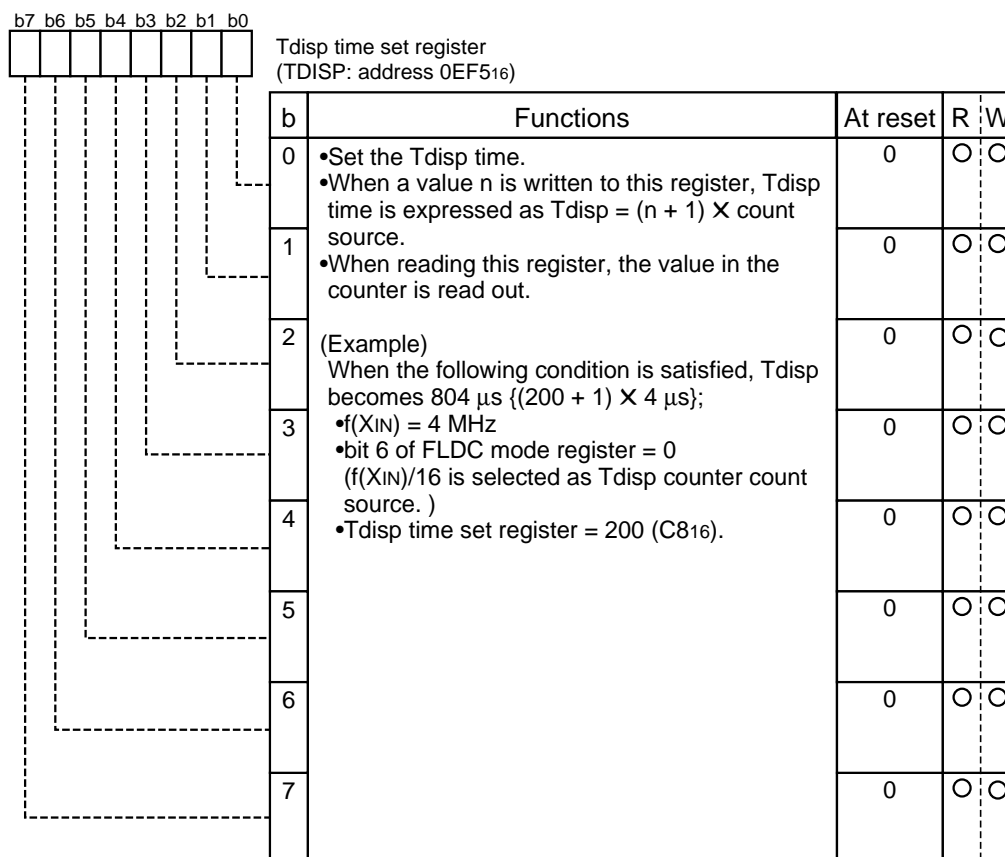 b7 b6 b5 b4 b3 b2 b1 b0
Tdisp time set register
(TDISP: address 0EF516)
b Functions At reset R W
0 •Set the Tdisp time. 0 O O
•When a value n is written to this register, Tdisp
time is expressed as Tdisp = (n + 1) ✕ count
source.
1 0 O O
•When reading this register, the value in the
counter is read out.
2 0 O O
(Example)
When the following condition is satisfied, Tdisp
becomes 804 μs {(200 + 1) ✕ 4 μs};
3 •f(XIN) = 4 MHz 0 O O
•bit 6 of FLDC mode register = 0
(f(XIN)/16 is selected as Tdisp counter count
source. )
4 0 O O
•Tdisp time set register = 200 (C816).
5 0 O O
6 0 O O
7 0 O O